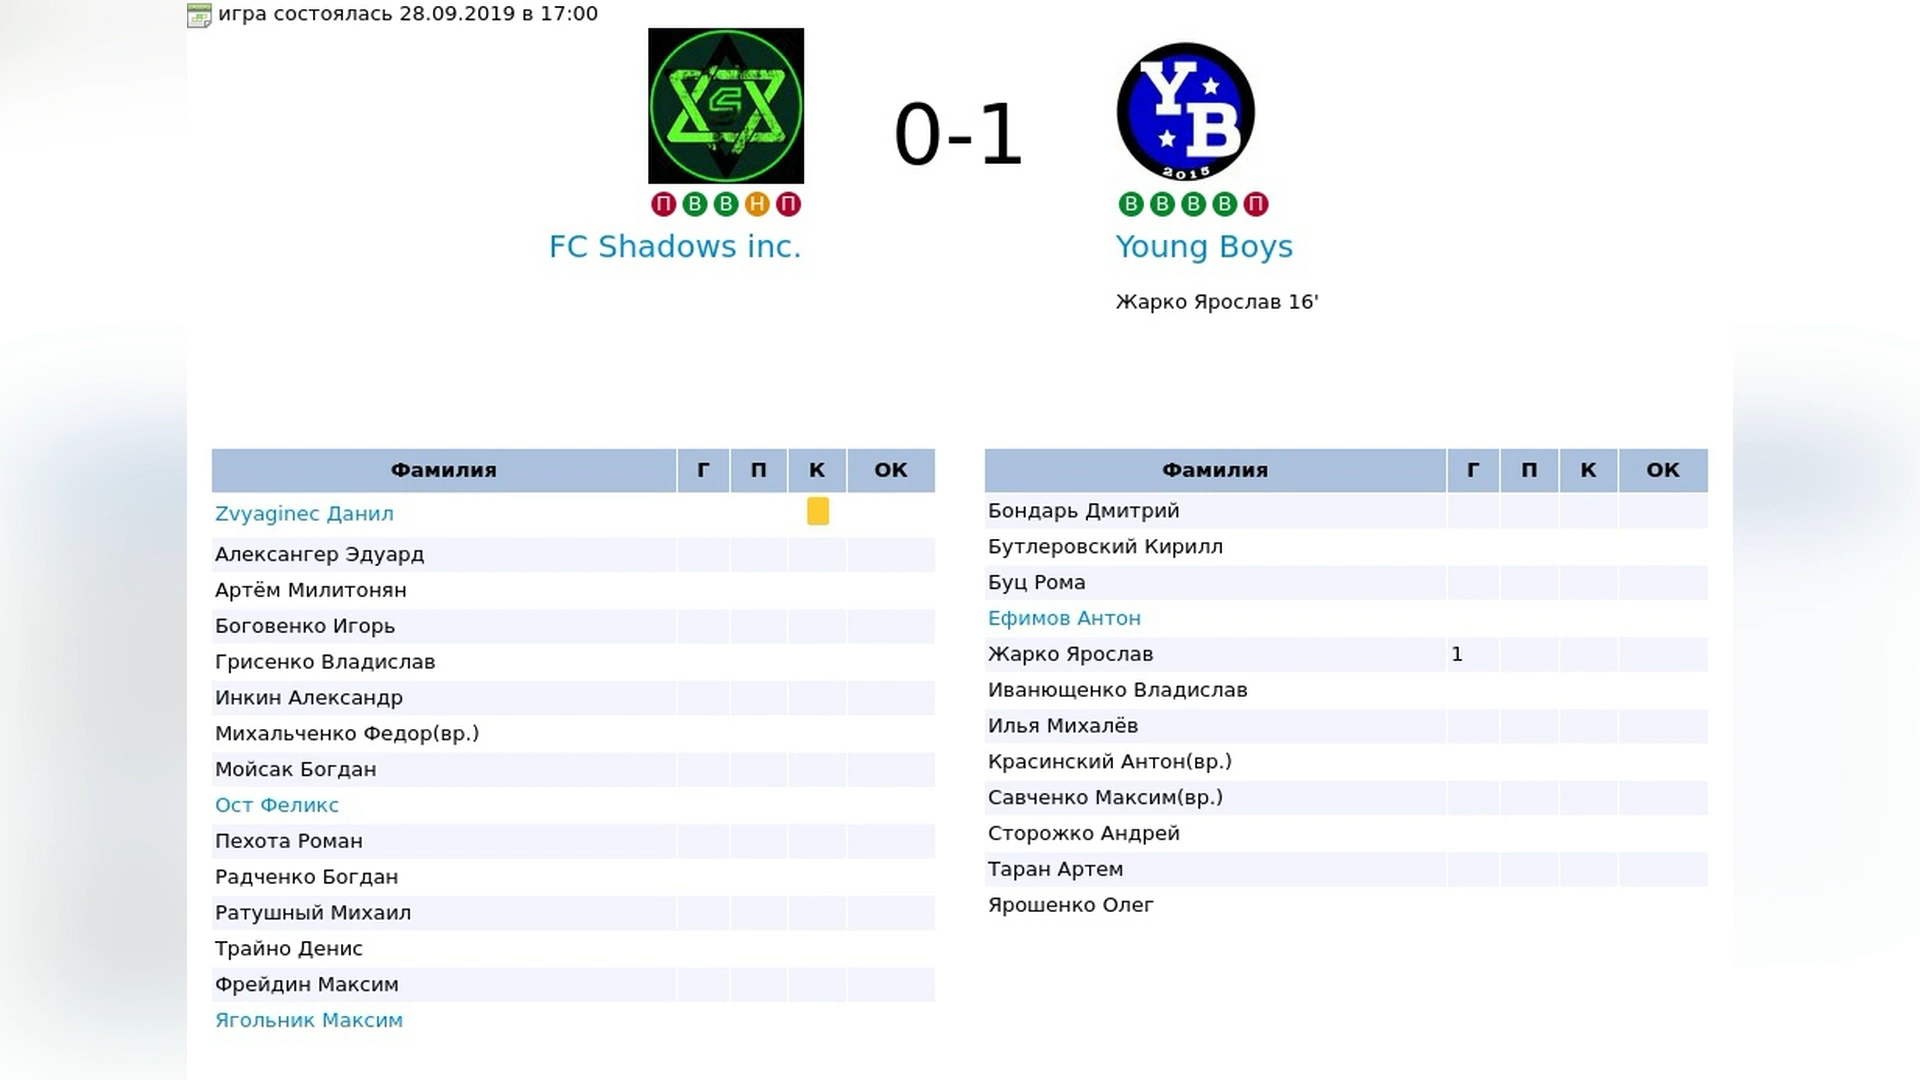 игра состоялась 28.09.2019 в 17:00
0-1
Y
B
2015
П В В Н П
В В В В П
FC Shadows inc.
Young Boys
Жарко Ярослав 16'
Фамилия Г П К ОК
Zvyaginec Данил
Алексангер Эдуард
Артём Милитонян
Боговенко Игорь
Грисенко Владислав
Инкин Александр
Михальченко Федор(вр.)
Мойсак Богдан
Ост Феликс
Пехота Роман
Радченко Богдан
Ратушный Михаил
Трайно Денис
Фрейдин Максим
Ягольник Максим
Фамилия Г П К ОК
Бондарь Дмитрий
Бутлеровский Кирилл
Буц Рома
Ефимов Антон
Жарко Ярослав 1
Иванющенко Владислав
Илья Михалёв
Красинский Антон(вр.)
Савченко Максим(вр.)
Сторожко Андрей
Таран Артем
Ярошенко Олег